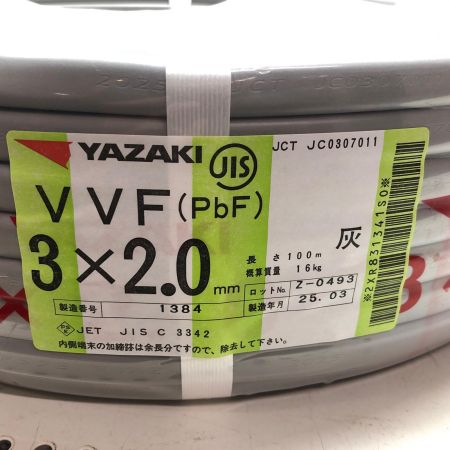 YAZAKI JIS JCT JC0307011
VVF(PbF)
灰
3×2.0mm
長さ 100m
概算質量 16kg
ロットNo. Z-0493
製造番号 1384
製造年月 25.03
PSE JET JIS C 3342
内側端末の加締跡は余長分ですので、除去して下さい。
※2XR831341S0※